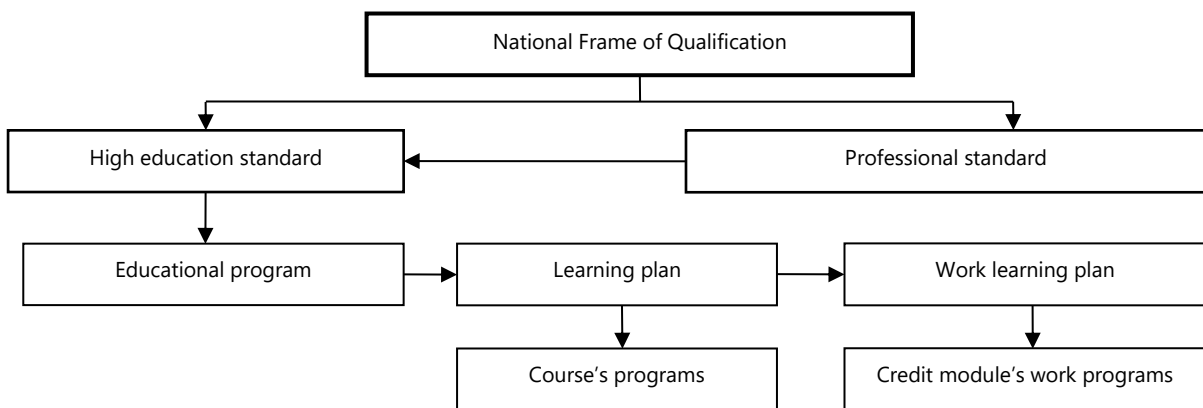 National Frame of Qualification
High education standard
Professional standard
Educational program
Learning plan
Work learning plan
Course’s programs
Credit module’s work programs